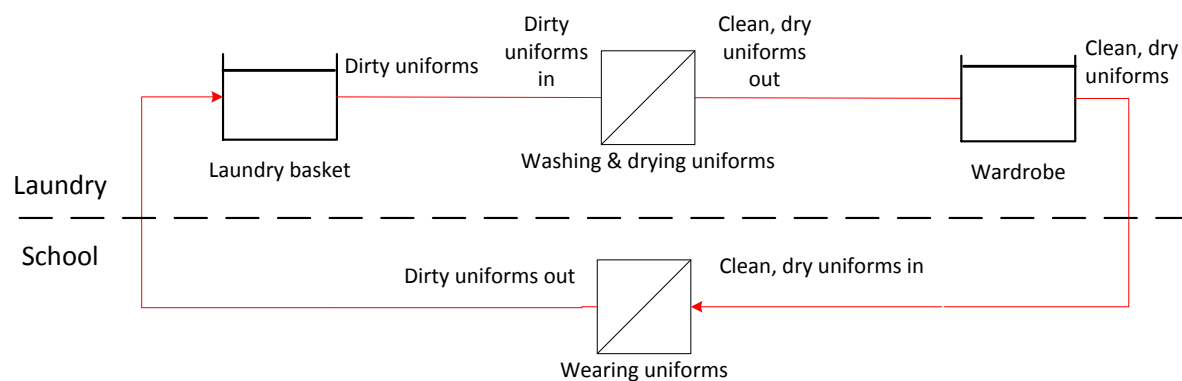 Dirty uniforms
Dirty
uniforms
in
Clean, dry
uniforms
out
Clean, dry
uniforms
Laundry basket
Washing & drying uniforms
Wardrobe
Laundry
School
Dirty uniforms out
Clean, dry uniforms in
Wearing uniforms